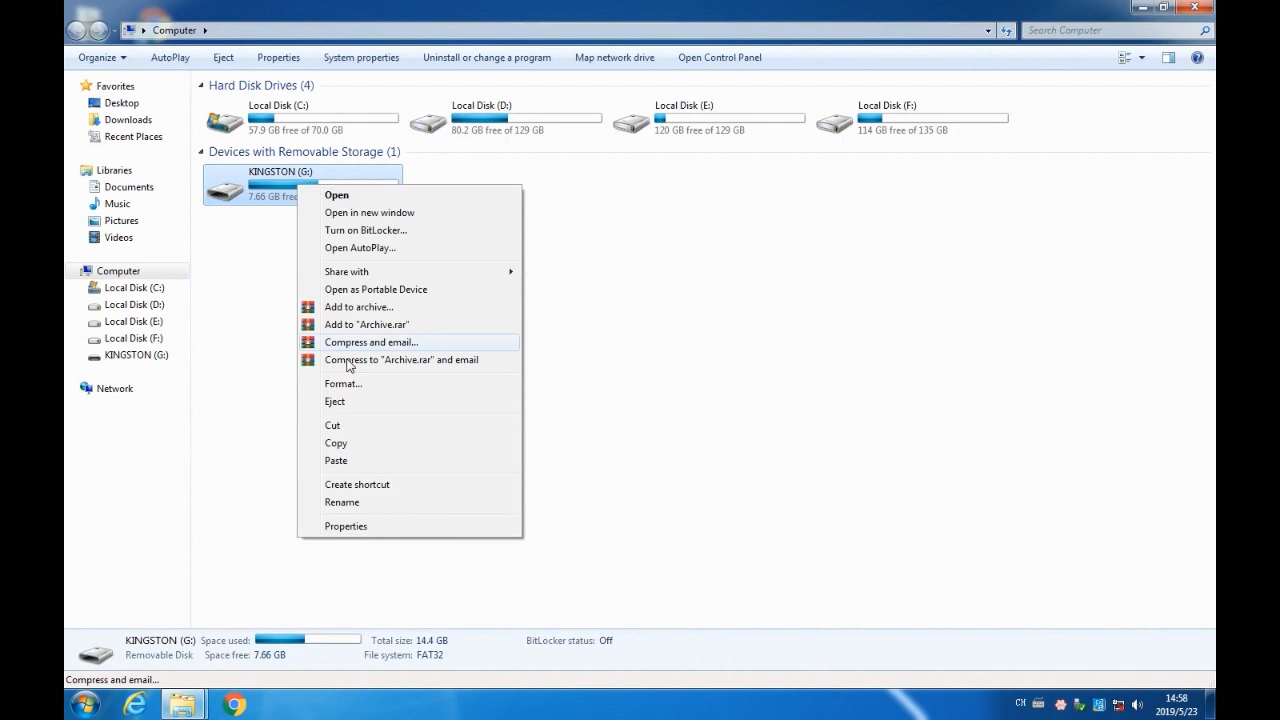 Computer
Search Computer
Organize
AutoPlay
Eject
Properties
System properties
Uninstall or change a program
Map network drive
Open Control Panel
Favorites
Desktop
Downloads
Recent Places
Libraries
Documents
Music
Pictures
Videos
Computer
Local Disk (C:)
Local Disk (D:)
Local Disk (E:)
Local Disk (F:)
KINGSTON (G:)
Network
Hard Disk Drives (4)
Local Disk (C:)
57.9 GB free of 70.0 GB
Local Disk (D:)
80.2 GB free of 129 GB
Local Disk (E:)
120 GB free of 129 GB
Local Disk (F:)
114 GB free of 135 GB
Devices with Removable Storage (1)
KINGSTON (G:)
7.66 GB free
Open
Open in new window
Turn on BitLocker...
Open AutoPlay...
Share with
Open as Portable Device
Add to archive...
Add to "Archive.rar"
Compress and email...
Compress to "Archive.rar" and email
Format...
Eject
Cut
Copy
Paste
Create shortcut
Rename
Properties
KINGSTON (G:) Space used: Total size: 14.4 GB BitLocker status: Off
Removable Disk Space free: 7.66 GB File system: FAT32
Compress and email...
CH
14:58
2019/5/23